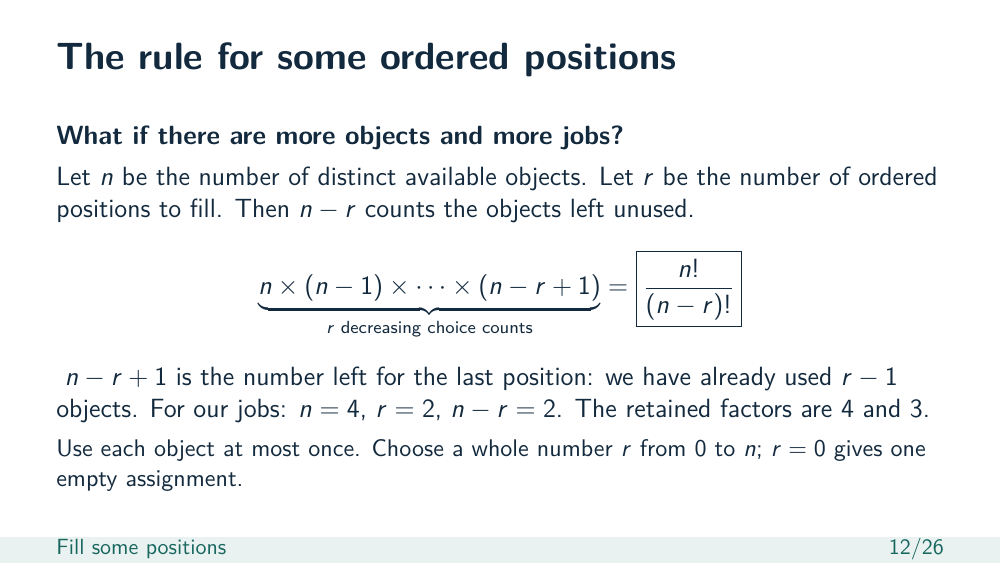 The rule for some ordered positions
What if there are more objects and more jobs?
Let n be the number of distinct available objects. Let r be the number of ordered
positions to fill. Then n − r counts the objects left unused.
n × (n − 1) × ··· × (n − r + 1) = n! / (n − r)!
r decreasing choice counts
n − r + 1 is the number left for the last position: we have already used r − 1
objects. For our jobs: n = 4, r = 2, n − r = 2. The retained factors are 4 and 3.
Use each object at most once. Choose a whole number r from 0 to n; r = 0 gives one
empty assignment.
Fill some positions
12/26